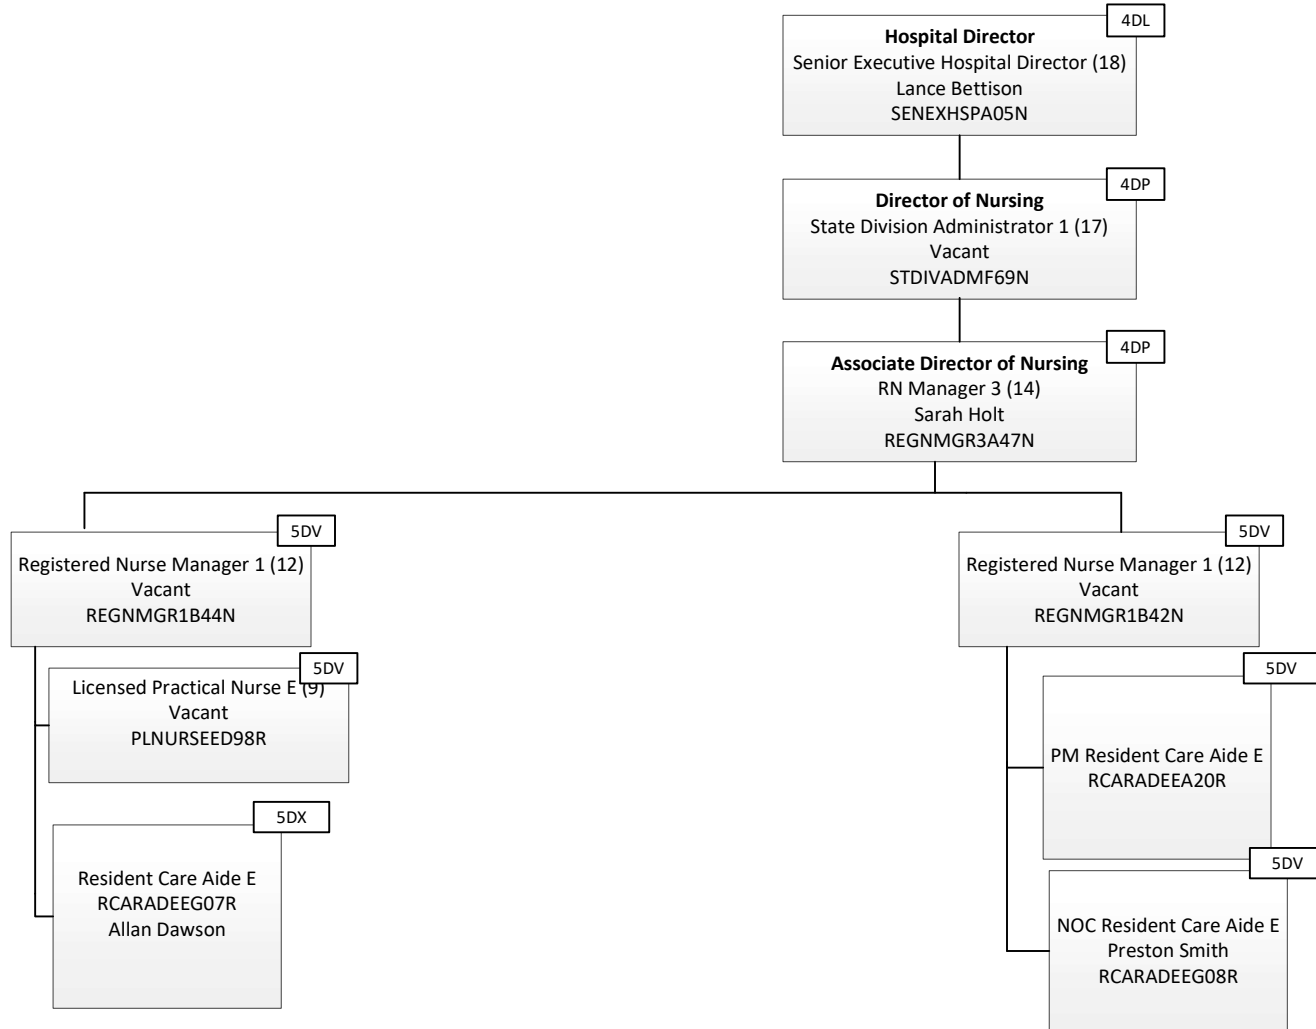 4DL
Hospital Director
Senior Executive Hospital Director (18)
Lance Bettison
SENEXHSPA05N
4DP
Director of Nursing
State Division Administrator 1 (17)
Vacant
STDIVADMF69N
4DP
Associate Director of Nursing
RN Manager 3 (14)
Sarah Holt
REGNMGR3A47N
5DV
Registered Nurse Manager 1 (12)
Vacant
REGNMGR1B44N
5DV
Licensed Practical Nurse E (9)
Vacant
PLNURSEED98R
5DX
Resident Care Aide E
RCARADEEG07R
Allan Dawson
5DV
Registered Nurse Manager 1 (12)
Vacant
REGNMGR1B42N
5DV
PM Resident Care Aide E
RCARADEEA20R
5DV
NOC Resident Care Aide E
Preston Smith
RCARADEEG08R